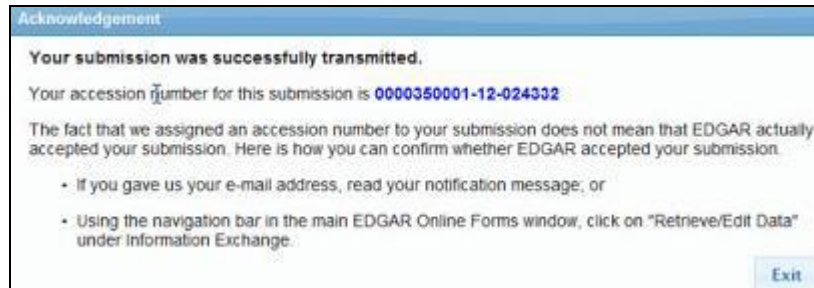 Acknowledgement
Your submission was successfully transmitted.
Your accession number for this submission is 0000350001-12-024332
The fact that we assigned an accession number to your submission does not mean that EDGAR actually
accepted your submission. Here is how you can confirm whether EDGAR accepted your submission.
• If you gave us your e-mail address, read your notification message; or
• Using the navigation bar in the main EDGAR Online Forms window, click on "Retrieve/Edit Data"
under Information Exchange.
Exit